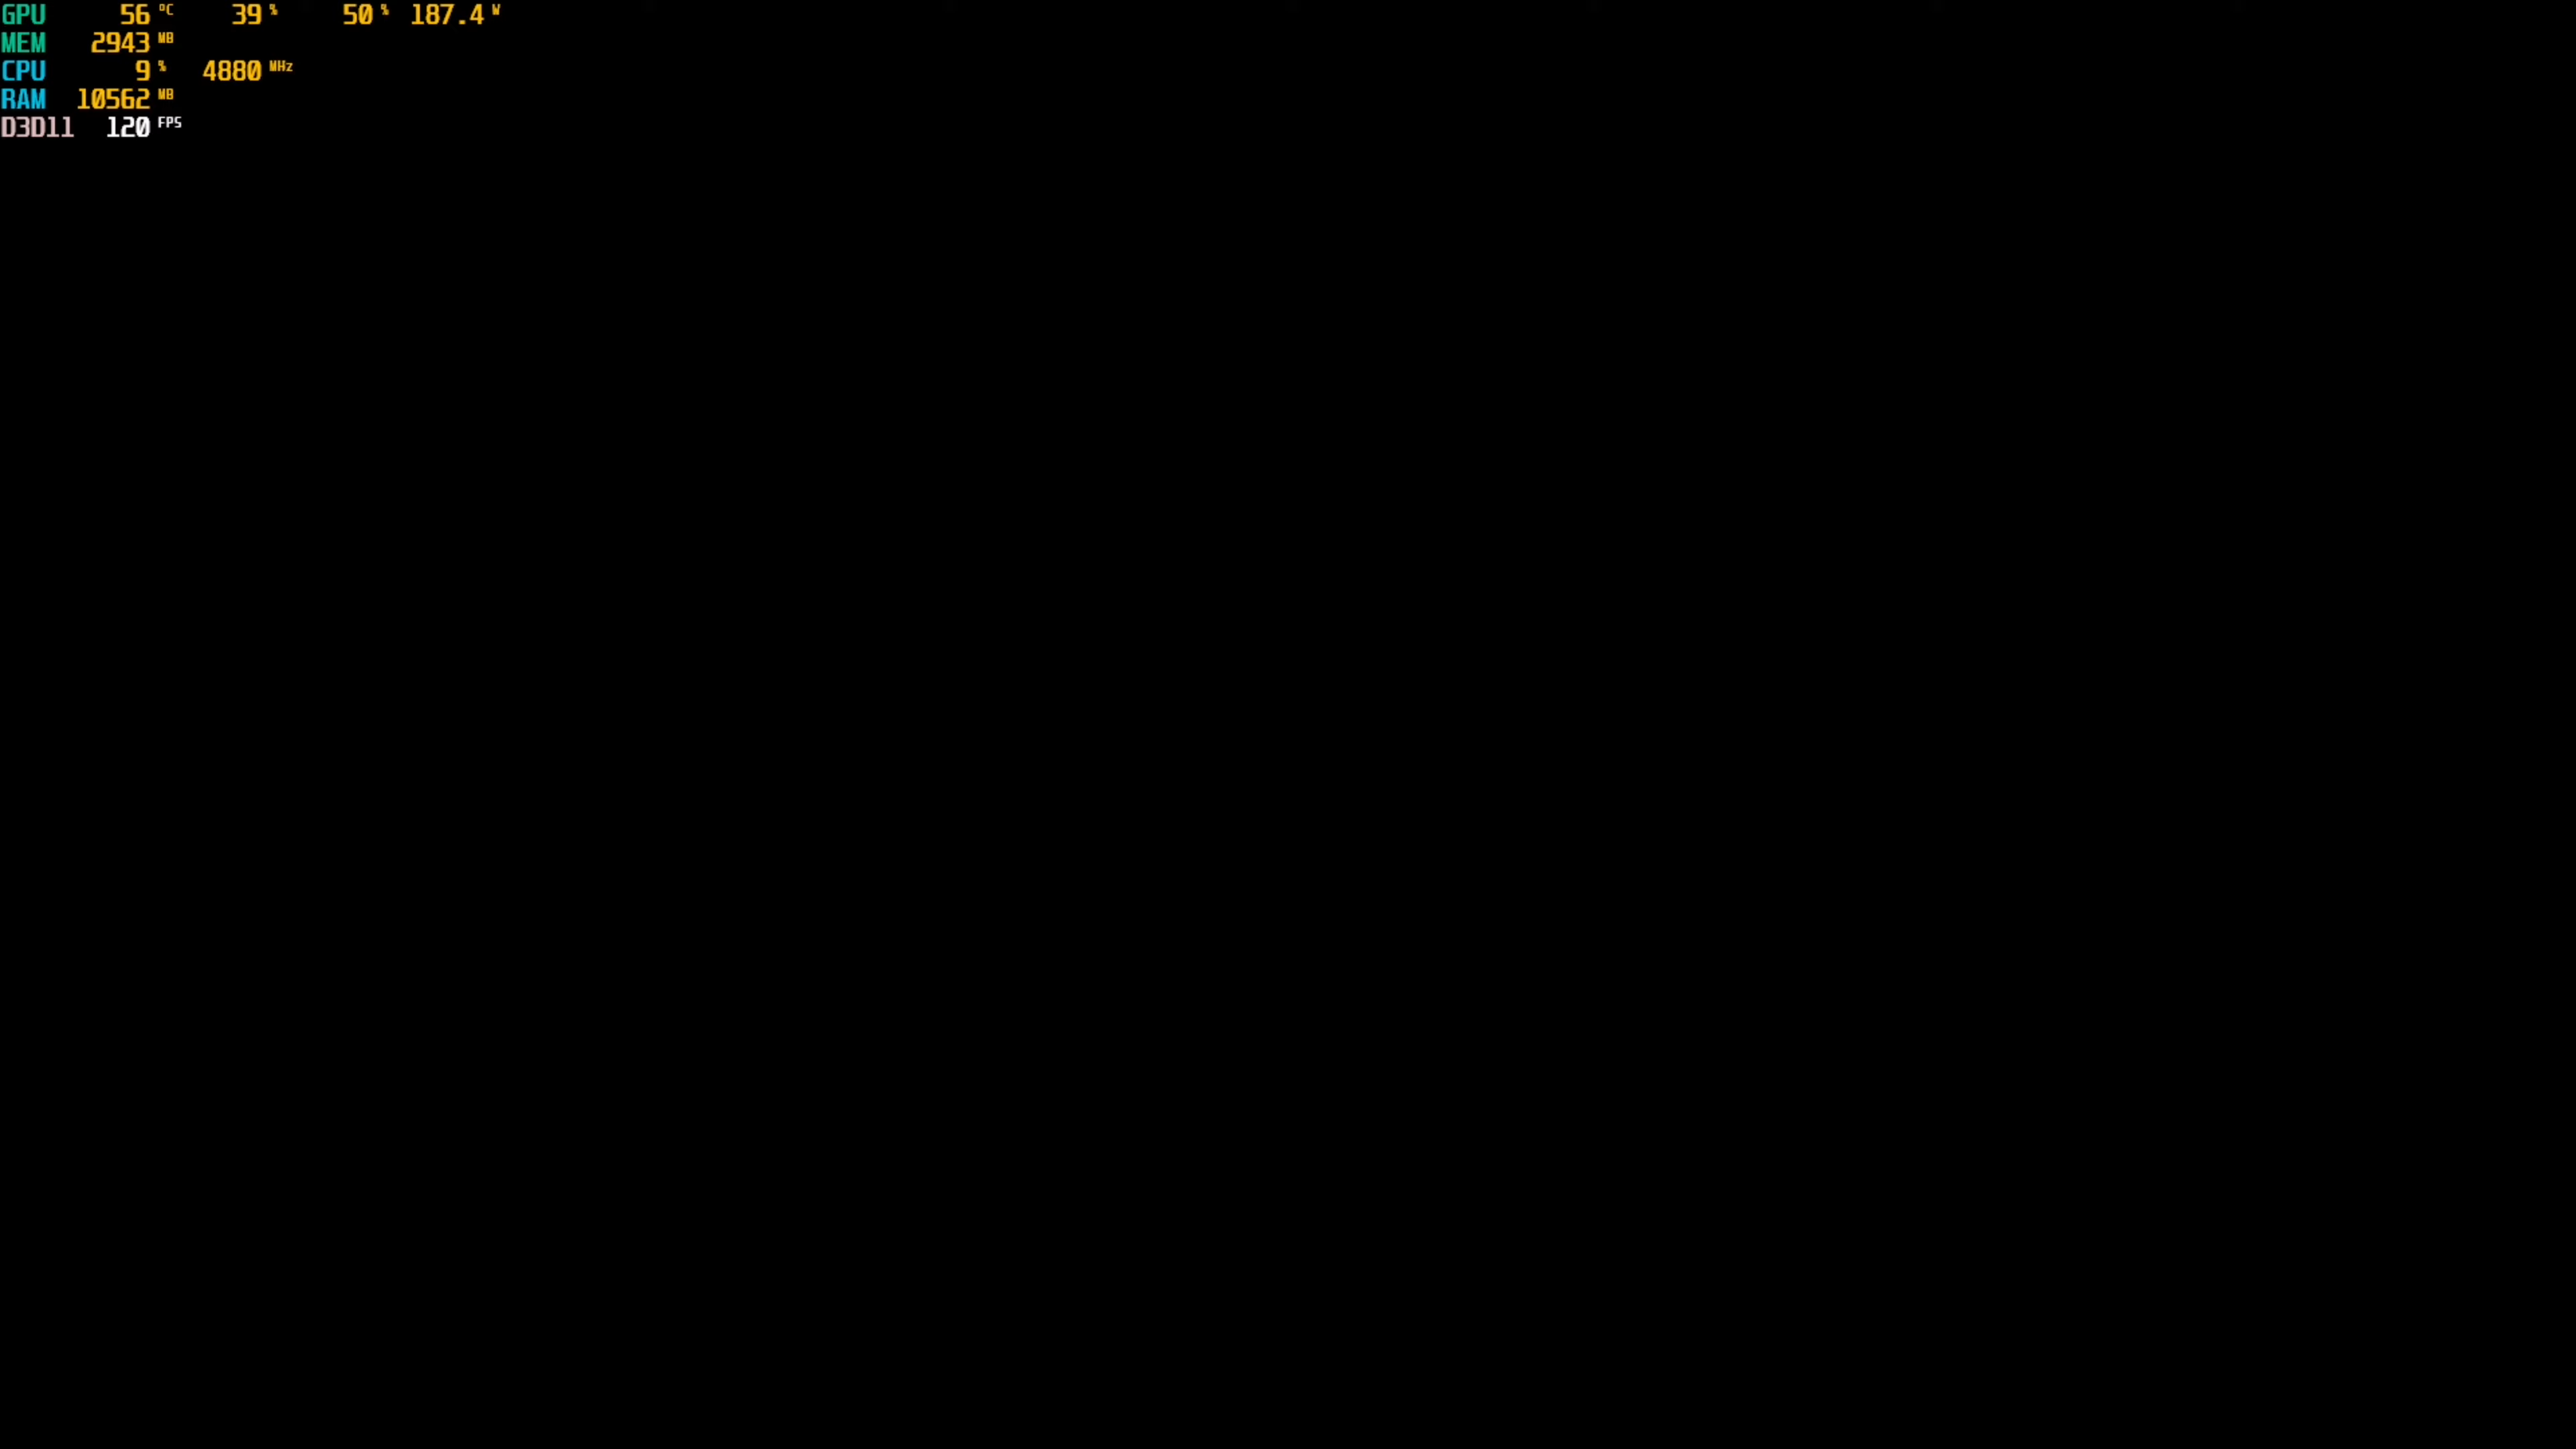 GPU 56 °C 39 % 50 % 187.4 W
MEM 2943 MB
CPU 9 % 4880 MHz
RAM 10562 MB
D3D11 120 FPS